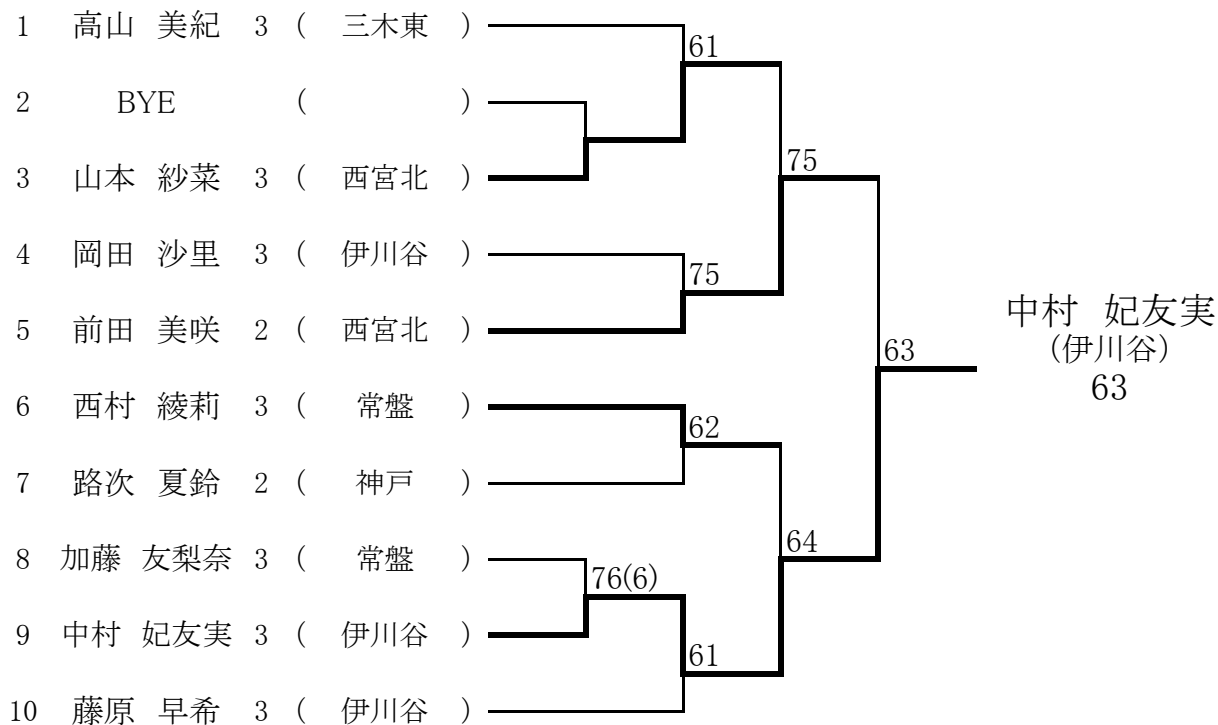 1 高山 美紀 3 ( 三木東 )
61
2 BYE ( )
75
3 山本 紗菜 3 ( 西宮北 )
4 岡田 沙里 3 ( 伊川谷 )
75
5 前田 美咲 2 ( 西宮北 )
中村 妃友実
(伊川谷)
63
63
6 西村 綾莉 3 ( 常盤 )
62
7 路次 夏鈴 2 ( 神戸 )
64
8 加藤 友梨奈 3 ( 常盤 )
76(6)
9 中村 妃友実 3 ( 伊川谷 )
61
10 藤原 早希 3 ( 伊川谷 )